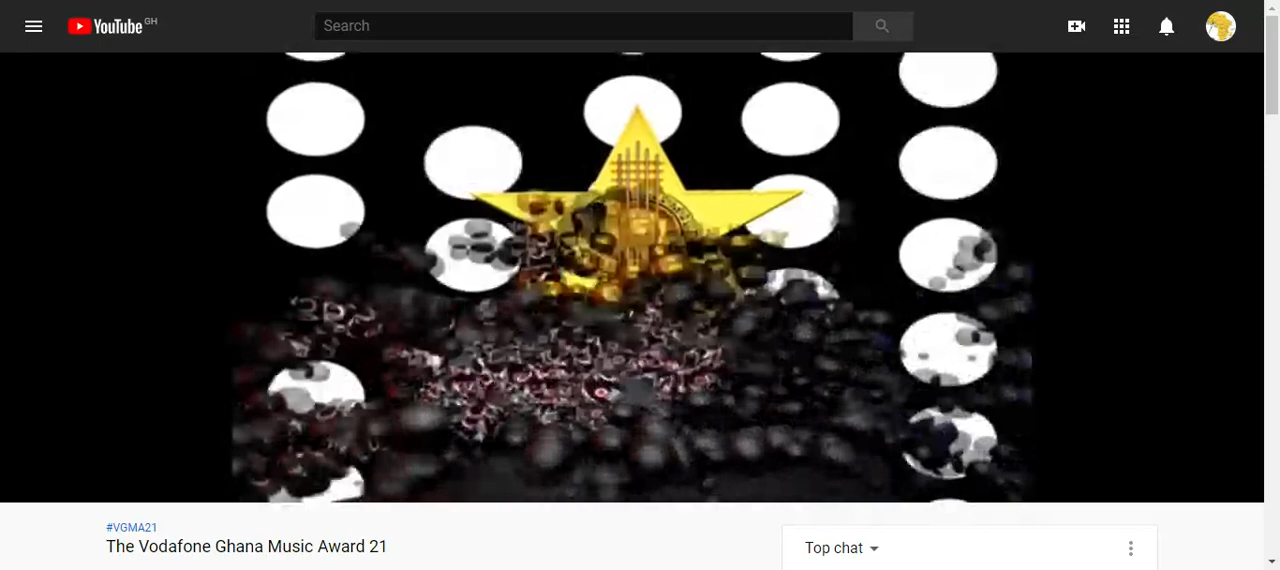 YouTube GH
Search
#VGMA21
The Vodafone Ghana Music Award 21
Top chat